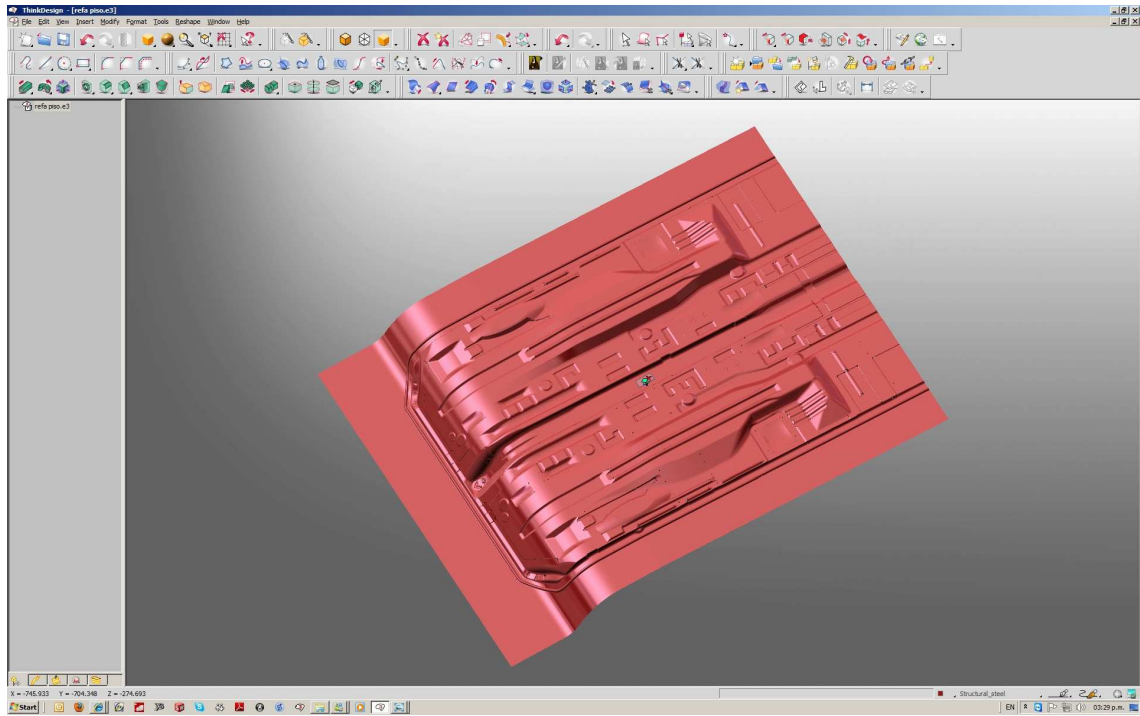 ThinkDesign - [refa piso.e3]
File Edit View Insert Modify Format Tools Reshape Window Help
refa piso.e3
X = -745.933 Y = -704.348 Z = -274.693
, Structural_steel
Start
EN
03:29 p.m.